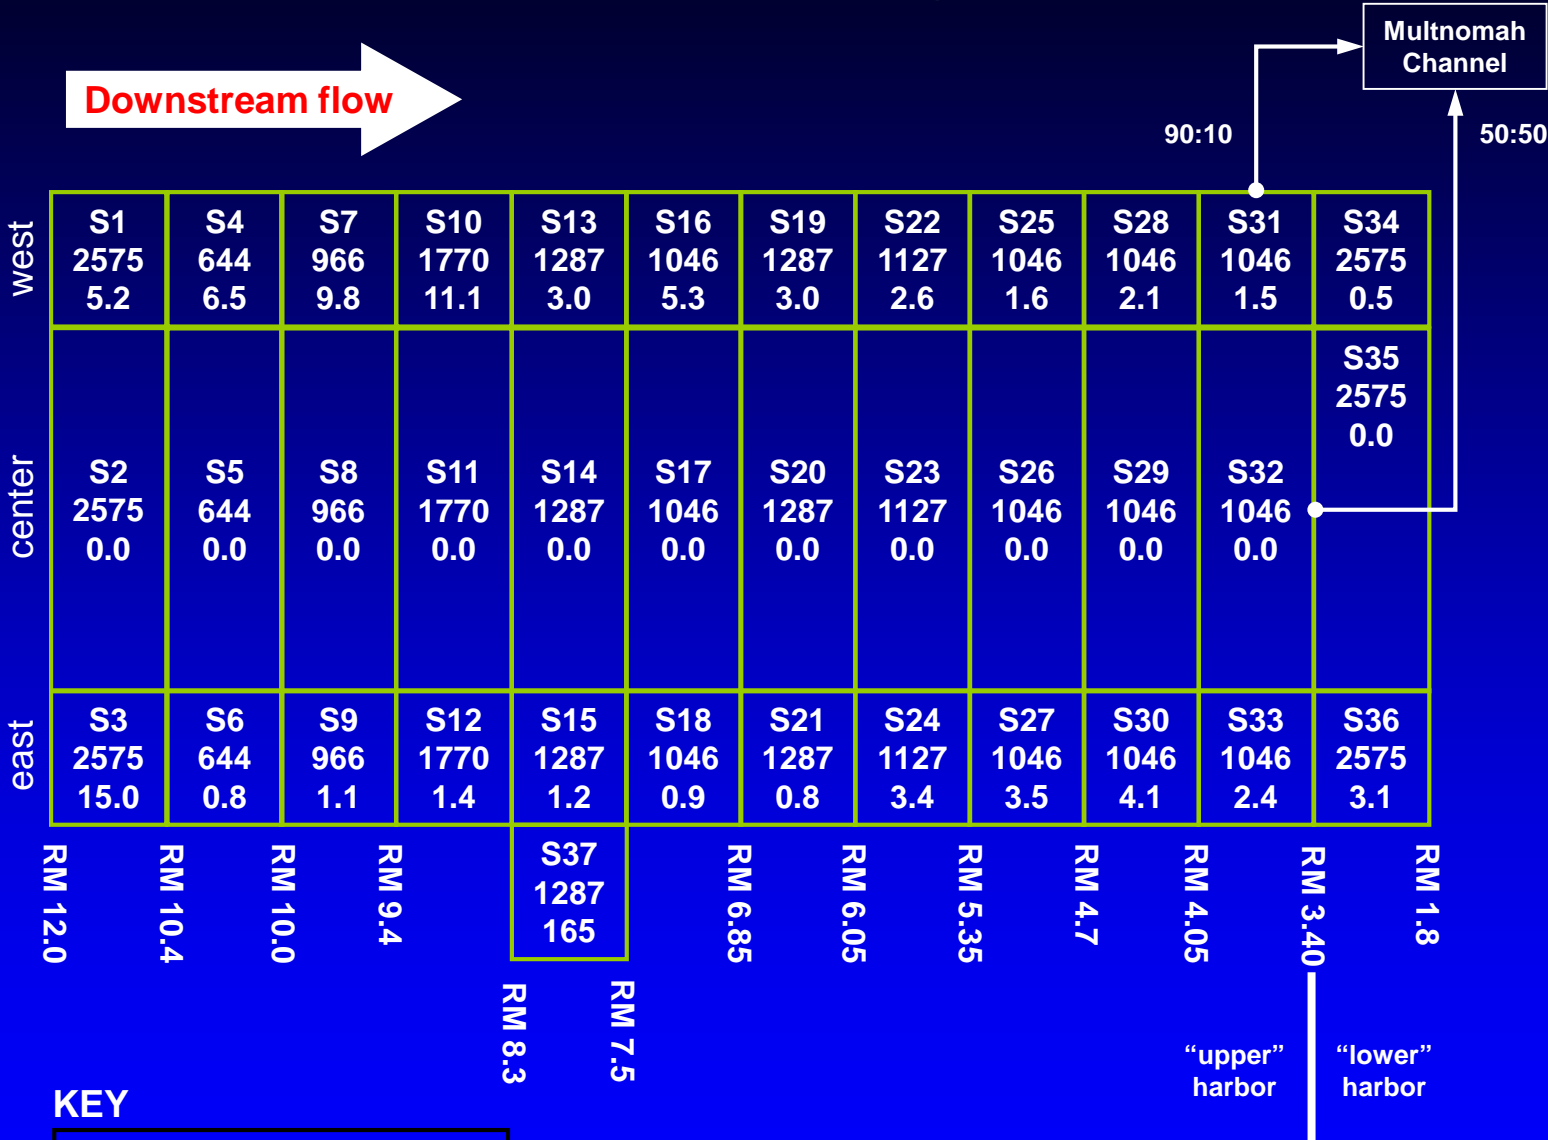 Multnomah
Channel
Downstream flow
90:10
50:50
west
S1
2575
5.2
S4
644
6.5
S7
966
9.8
S10
1770
11.1
S13
1287
3.0
S16
1046
5.3
S19
1287
3.0
S22
1127
2.6
S25
1046
1.6
S28
1046
2.1
S31
1046
1.5
S34
2575
0.5
center
S2
2575
0.0
S5
644
0.0
S8
966
0.0
S11
1770
0.0
S14
1287
0.0
S17
1046
0.0
S20
1287
0.0
S23
1127
0.0
S26
1046
0.0
S29
1046
0.0
S32
1046
0.0
S35
2575
0.0
east
S3
2575
15.0
S6
644
0.8
S9
966
1.1
S12
1770
1.4
S15
1287
1.2
S18
1046
0.9
S21
1287
0.8
S24
1127
3.4
S27
1046
3.5
S30
1046
4.1
S33
1046
2.4
S36
2575
3.1
S37
1287
165
RM 12.0
RM 10.4
RM 10.0
RM 9.4
RM 8.3
RM 7.5
RM 6.85
RM 6.05
RM 5.35
RM 4.7
RM 4.05
RM 3.40
RM 1.8
“upper”
harbor
“lower”
harbor
KEY